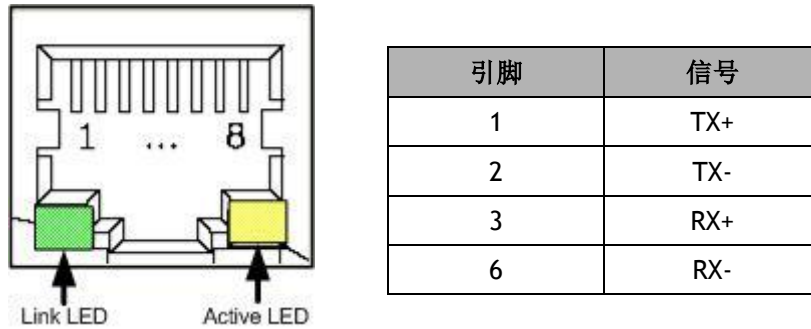 1 ... 8
Link LED
Active LED
引脚 信号
1 TX+
2 TX-
3 RX+
6 RX-